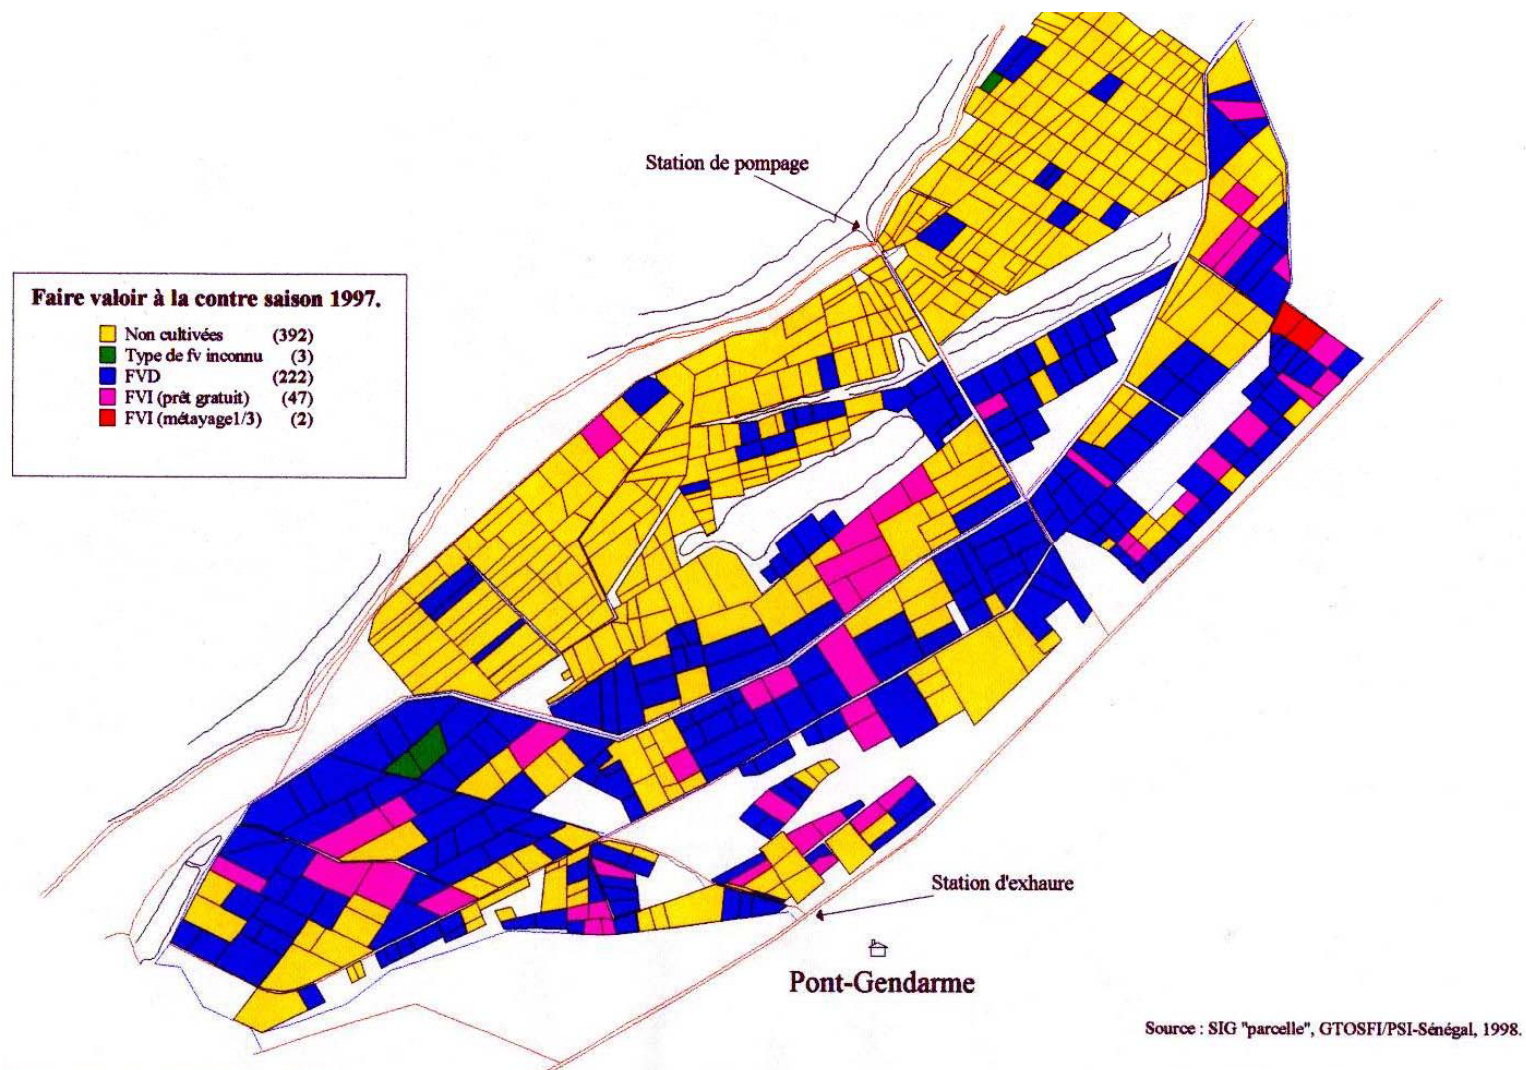 Station de pompage
Faire valoir à la contre saison 1997.
Non cultivées (392)
Type de fv inconnu (3)
FVD (222)
FVI (prêt gratuit) (47)
FVI (métayage1/3) (2)
Station d'exhaure
Pont-Gendarme
Source : SIG "parcelle", GTOSFI/PSI-Sénégal, 1998.